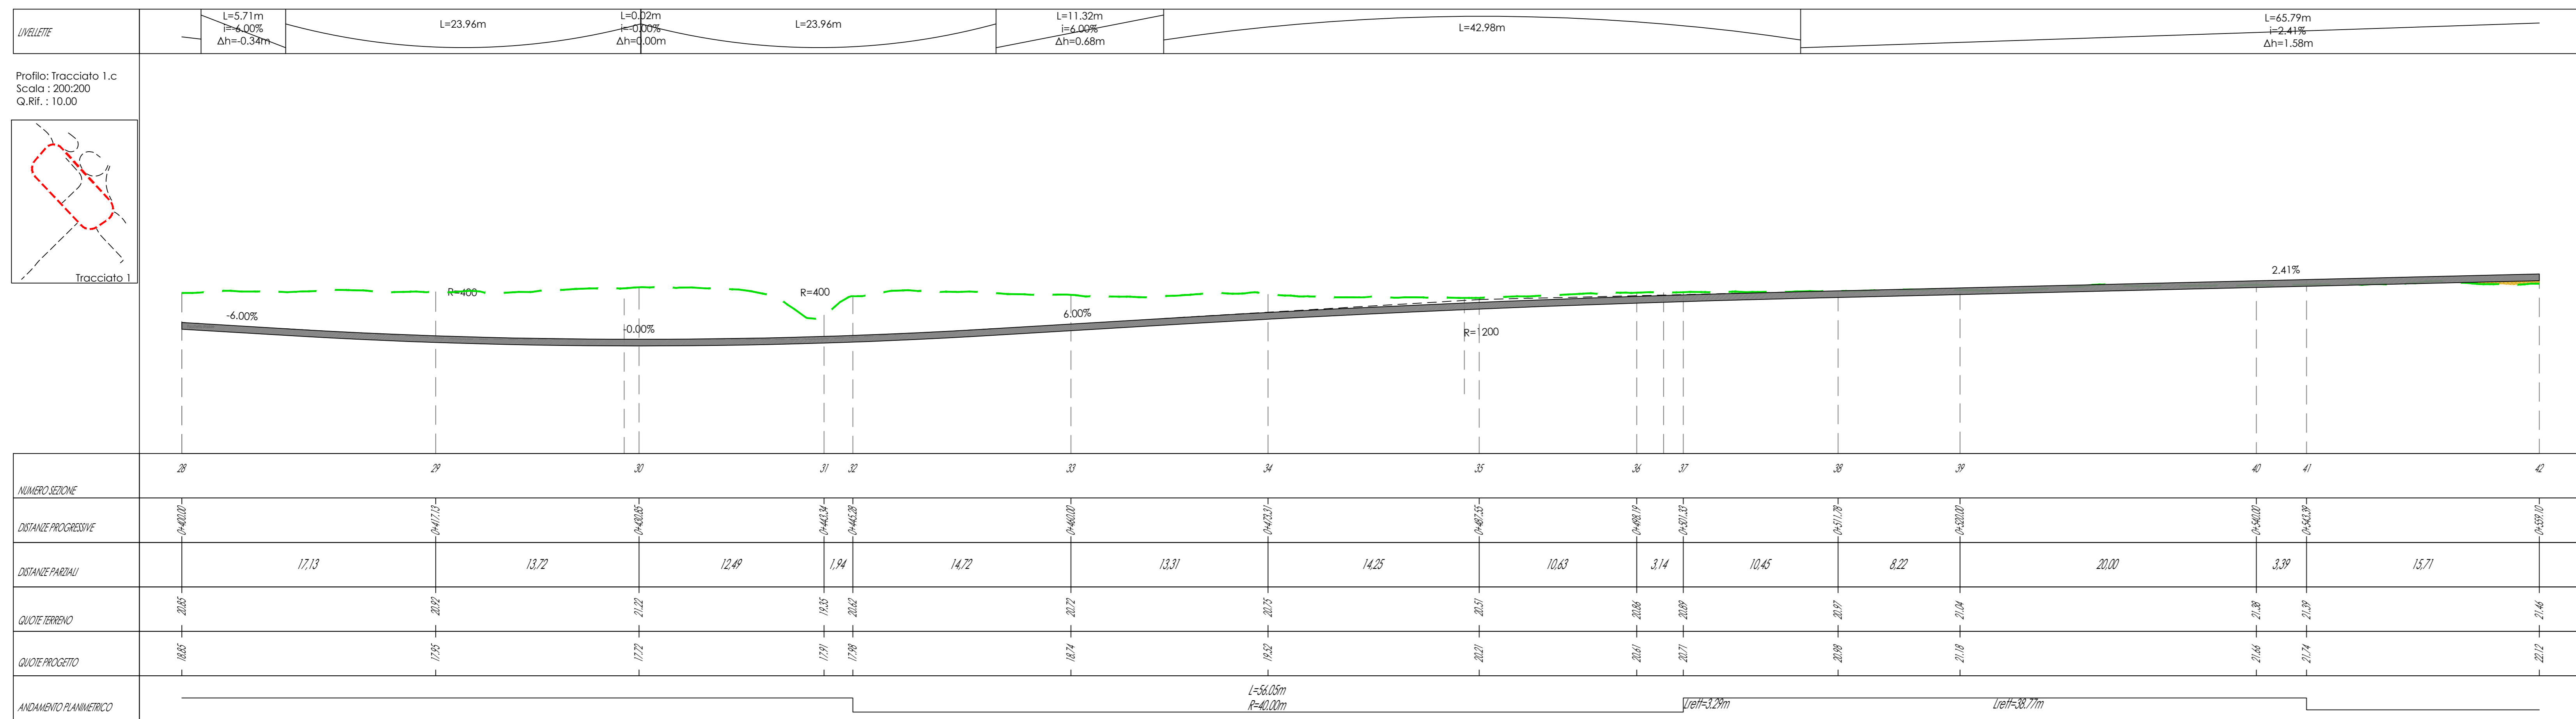 LIVELLETTE
L=5.71m
i=-6.00%
Δh=-0.34m
L=23.96m
L=0.02m
i=-0.00%
Δh=0.00m
L=23.96m
L=11.32m
i=6.00%
Δh=0.68m
L=42.98m
L=65.79m
i=2.41%
Δh=1.58m
Profilo: Tracciato 1.c
Scala : 200:200
Q.Rif. : 10.00
Tracciato 1
-6.00%
R=400
-0.00%
R=400
6.00%
R=1200
2.41%
NUMERO SEZIONE
28 29 30 31 32 33 34 35 36 37 38 39 40 41 42
DISTANZE PROGRESSIVE
0+400.00 0+417.13 0+430.85 0+443.34 0+445.28 0+460.00 0+473.31 0+487.55 0+498.19 0+501.33 0+511.78 0+520.00 0+540.00 0+543.39 0+559.10
DISTANZE PARZIALI
17,13 13,72 12,49 1,94 14,72 13,31 14,25 10,63 3,14 10,45 8,22 20,00 3,39 15,71
QUOTE TERRENO
20.85 20.92 21.22 19.35 20.62 20.72 20.75 20.51 20.86 20.89 20.97 21.04 21.38 21.39 21.46
QUOTE PROGETTO
18.85 17.95 17.72 17.91 17.98 18.74 19.52 20.21 20.61 20.71 20.98 21.18 21.66 21.74 22.12
ANDAMENTO PLANIMETRICO
L=56.05m
R=40.00m
Lrett=3.29m
Lrett=38.77m